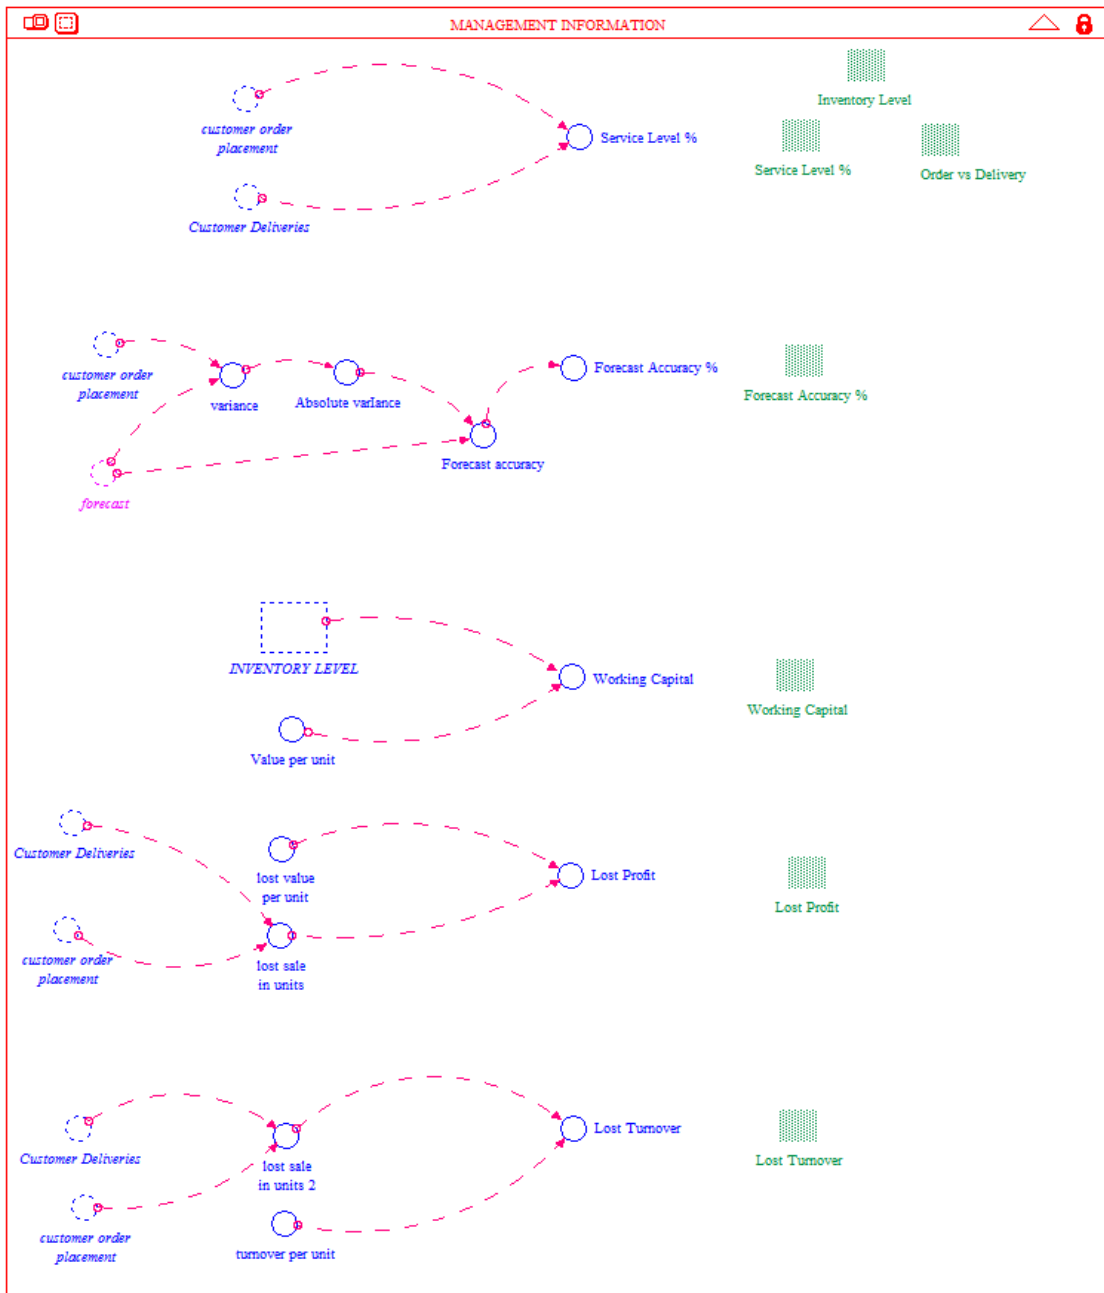 MANAGEMENT INFORMATION
Inventory Level
customer order
placement
Service Level %
Service Level %
Order vs Delivery
Customer Deliveries
customer order
placement
variance
Absolute varIance
Forecast Accuracy %
Forecast Accuracy %
Forecast accuracy
forecast
INVENTORY LEVEL
Working Capital
Working Capital
Value per unit
Customer Deliveries
lost value
per unit
Lost Profit
Lost Profit
customer order
placement
lost sale
in units
Customer Deliveries
lost sale
in units 2
Lost Turnover
Lost Turnover
customer order
placement
turnover per unit